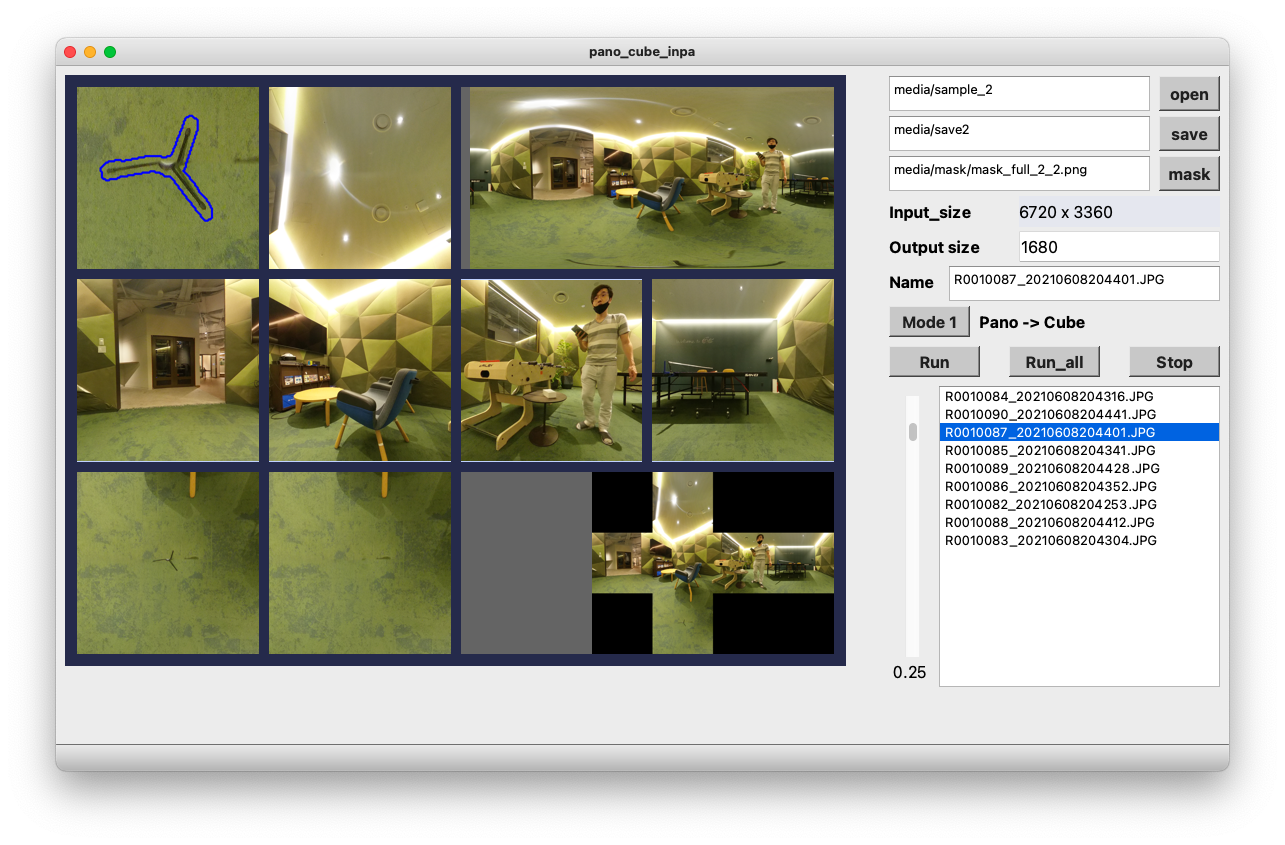 pano_cube_inpa
media/sample_2
open
media/save2
save
media/mask/mask_full_2_2.png
mask
Input_size 6720 x 3360
Output size 1680
Name R0010087_20210608204401.JPG
Mode 1 Pano -> Cube
Run Run_all Stop
R0010084_20210608204316.JPG
R0010090_20210608204441.JPG
R0010087_20210608204401.JPG
R0010085_20210608204341.JPG
R0010089_20210608204428.JPG
R0010086_20210608204352.JPG
R0010082_20210608204253.JPG
R0010088_20210608204412.JPG
R0010083_20210608204304.JPG
0.25